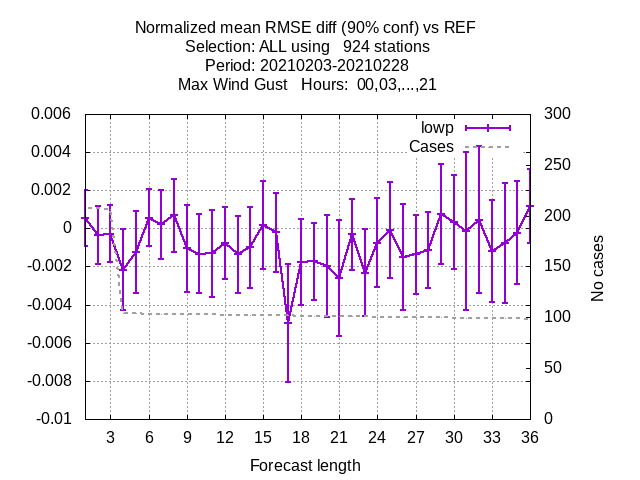 Normalized mean RMSE diff (90% conf) vs REF
Selection: ALL using   924 stations
Period: 20210203-20210228
Max Wind Gust   Hours:  00,03,...,21
0.006
0.004
0.002
0
-0.002
-0.004
-0.006
-0.008
-0.01
lowp
Cases
300
250
200
150
100
50
0
No cases
3 6 9 12 15 18 21 24 27 30 33 36
Forecast length